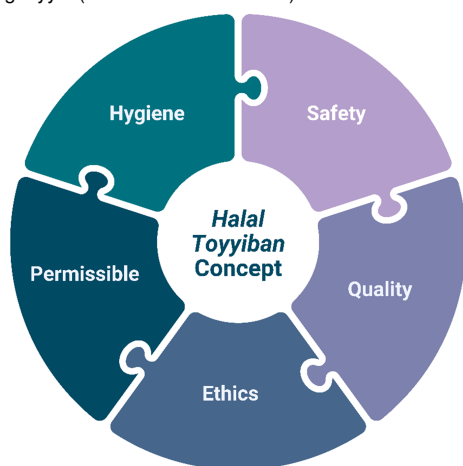 Hygiene
Safety
Halal
Toyyiban
Concept
Permissible
Quality
Ethics